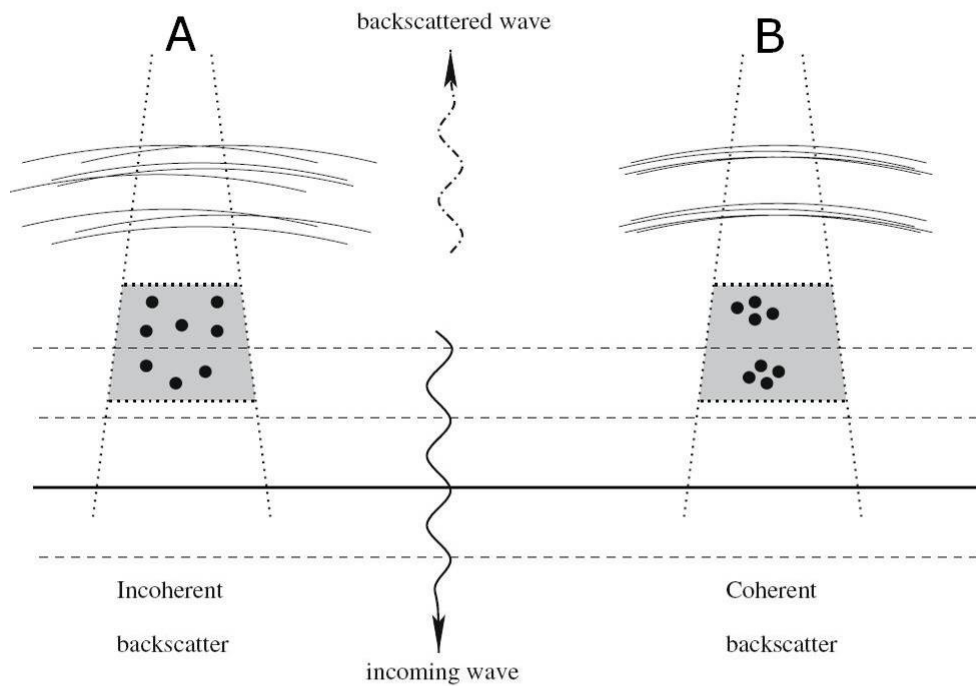 A
backscattered wave
B
Incoherent
backscatter
incoming wave
Coherent
backscatter